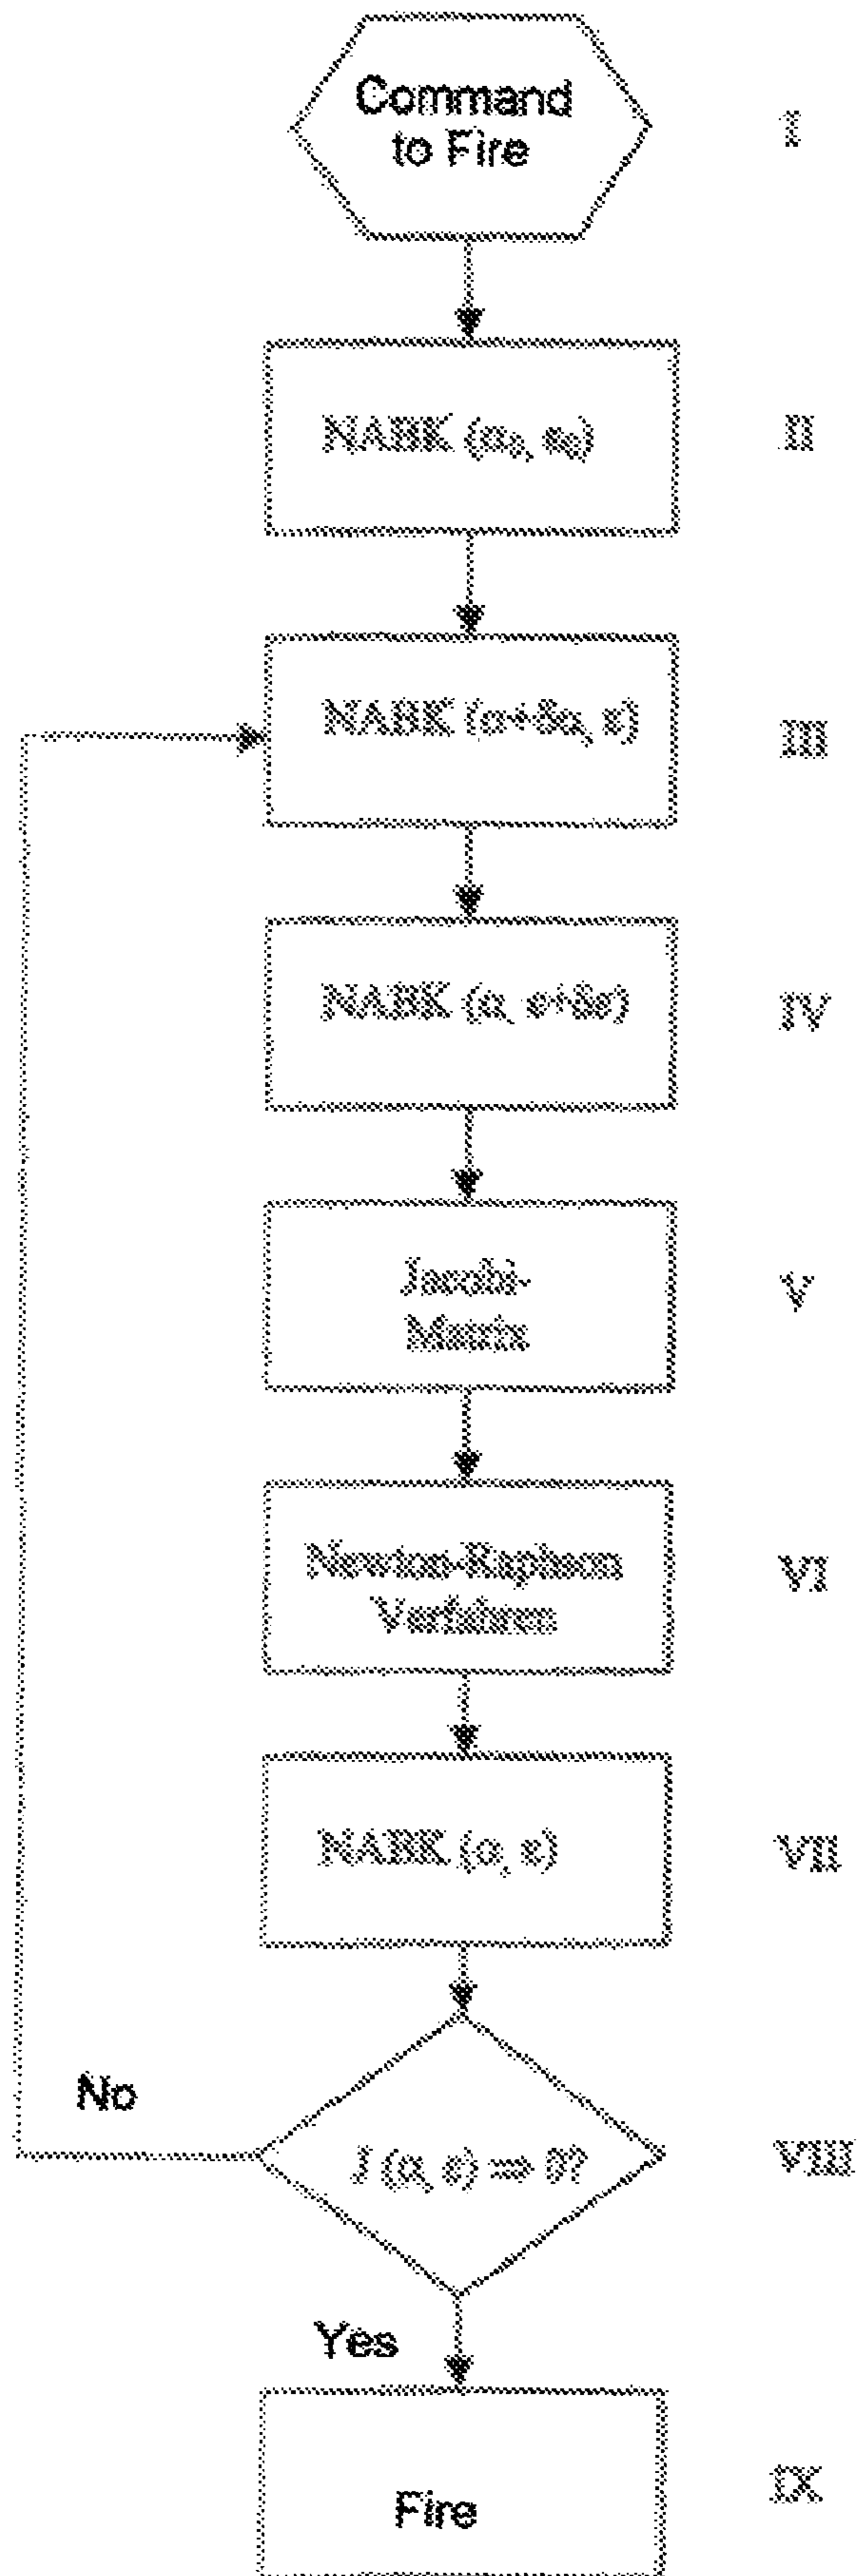 Command
to Fire
I
NABK (α₀, ε₀)
II
NABK (α+δα, ε)
III
NABK (α, ε+δε)
IV
Jacobi-
Matrix
V
Newton-Raphson
Verfahren
VI
NABK (α, ε)
VII
No
J (α, ε) => 0?
VIII
Yes
Fire
IX